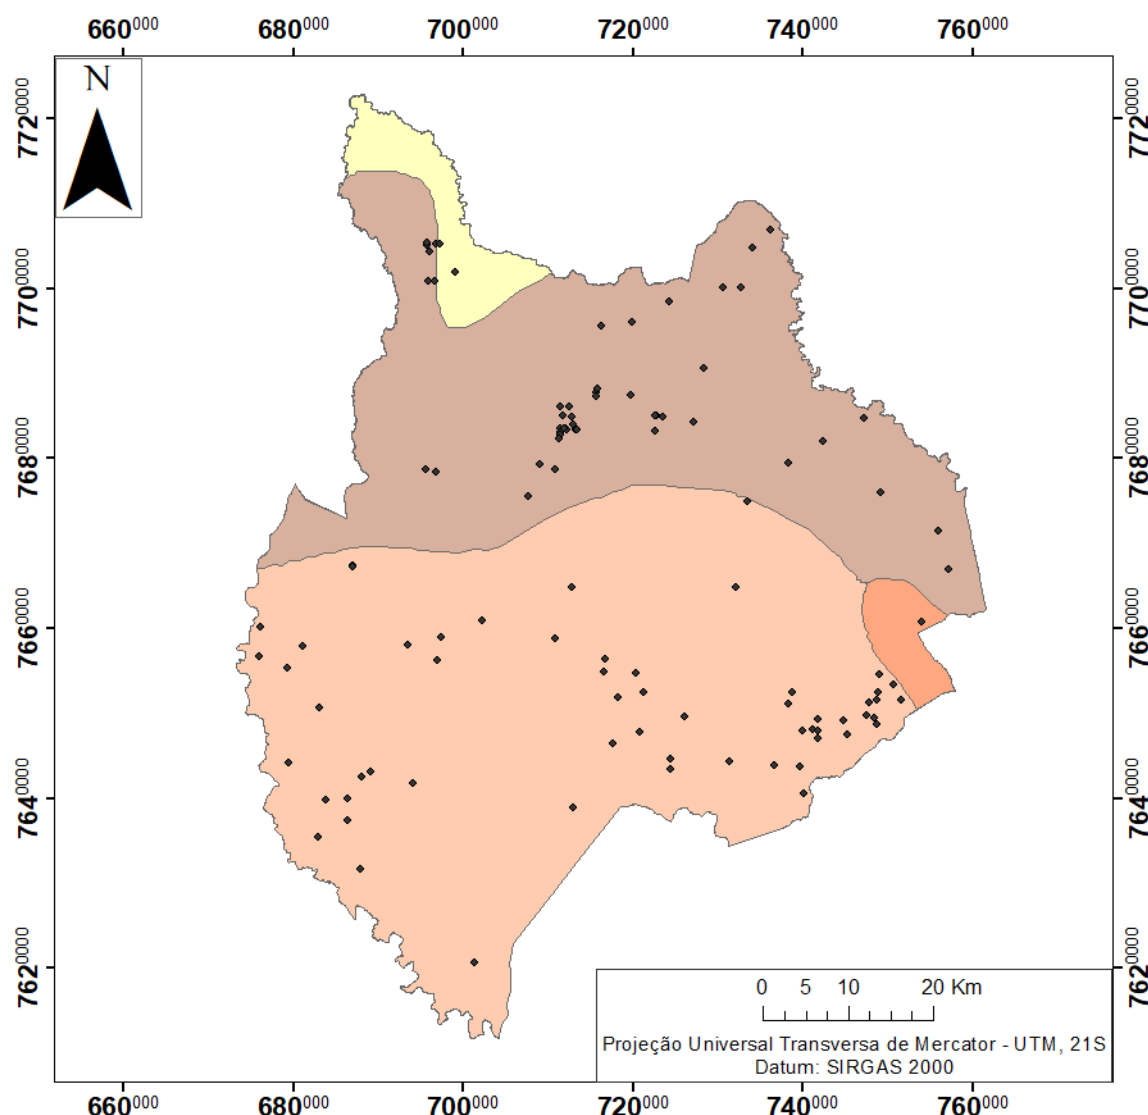 660000 680000 700000 720000 740000 760000
N
7720000 7720000
7700000 7700000
7680000 7680000
7660000 7660000
7640000 7640000
7620000 7620000
0 5 10 20 Km
Projeção Universal Transversa de Mercator - UTM, 21S
Datum: SIRGAS 2000
660000 680000 700000 720000 740000 760000